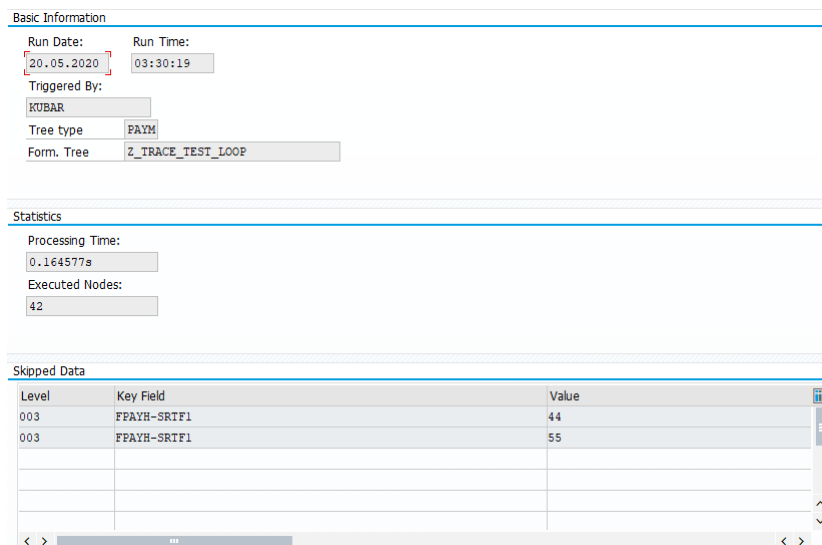 Basic Information
Run Date: Run Time:
20.05.2020 03:30:19
Triggered By:
KUBAR
Tree type PAYM
Form. Tree Z_TRACE_TEST_LOOP
Statistics
Processing Time:
0.164577s
Executed Nodes:
42
Skipped Data
Level Key Field Value
003 FPAYH-SRTF1 44
003 FPAYH-SRTF1 55